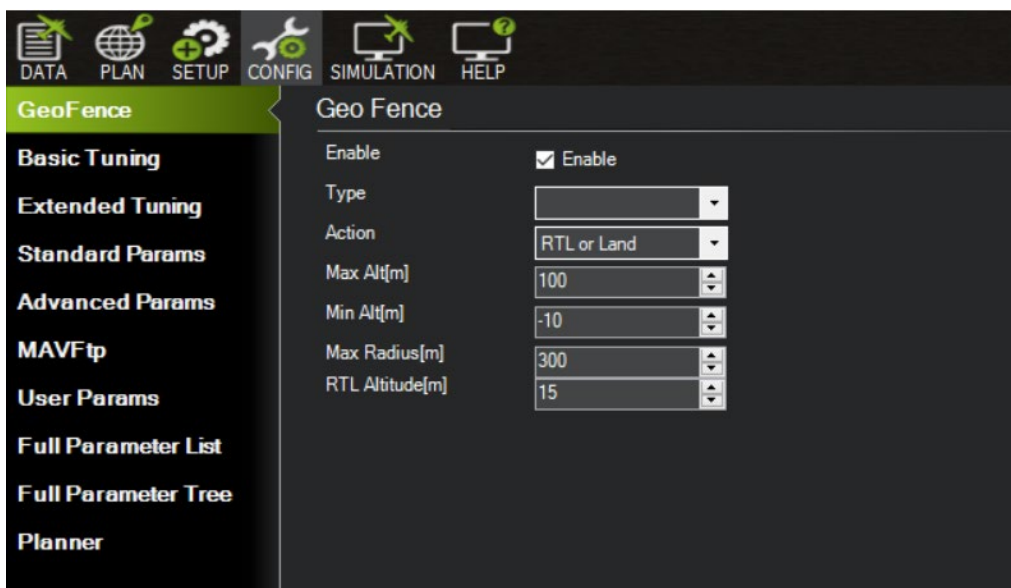 DATA PLAN SETUP CONFIG SIMULATION HELP
GeoFence
Basic Tuning
Extended Tuning
Standard Params
Advanced Params
MAVFtp
User Params
Full Parameter List
Full Parameter Tree
Planner
Geo Fence
Enable Enable
Type
Action RTL or Land
Max Alt[m] 100
Min Alt[m] -10
Max Radius[m] 300
RTL Altitude[m] 15